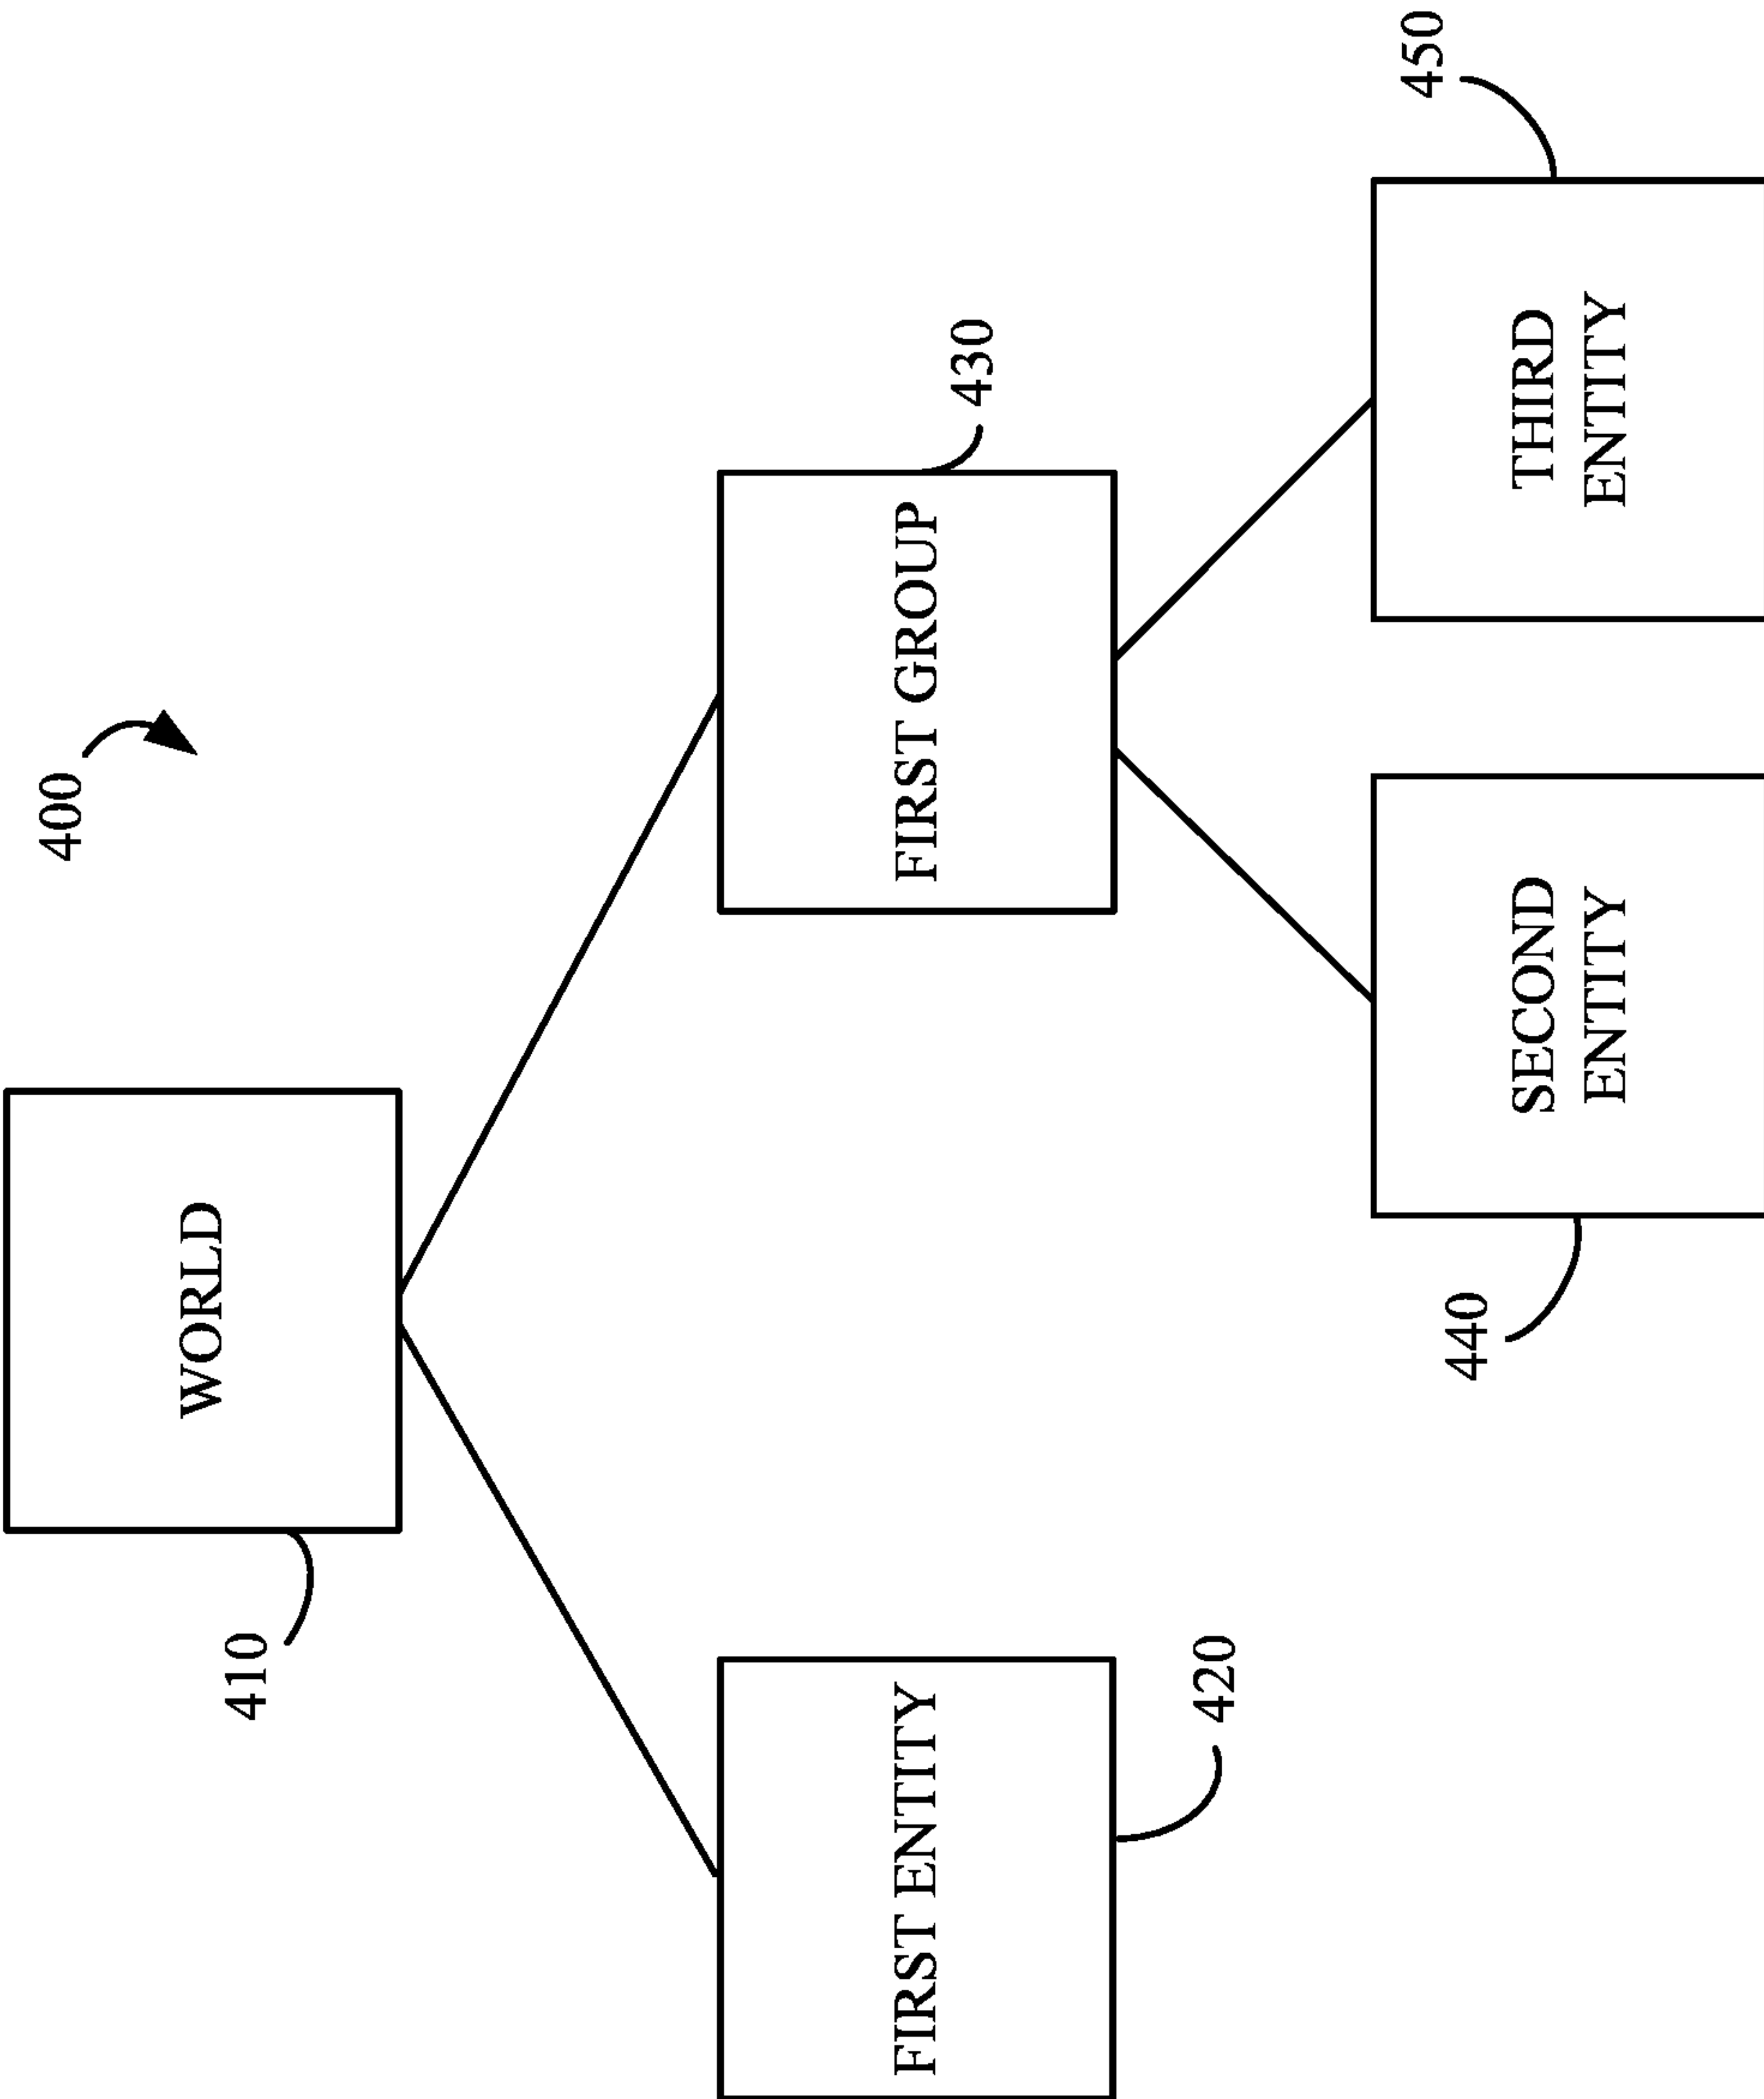 400
WORLD
410
FIRST ENTITY
420
FIRST GROUP
430
SECOND
ENTITY
440
THIRD
ENTITY
450